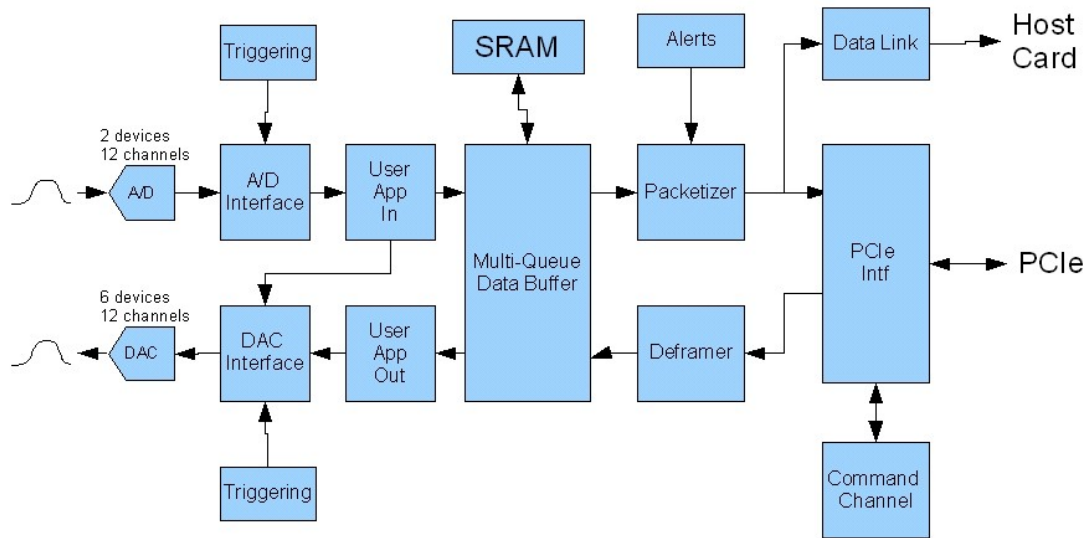 Triggering
SRAM
Alerts
Data Link
Host
Card
2 devices
12 channels
A/D
A/D
Interface
User
App
In
Packetizer
PCIe
Intf
PCIe
Multi-Queue
Data Buffer
6 devices
12 channels
DAC
DAC
Interface
User
App
Out
Deframer
Triggering
Command
Channel